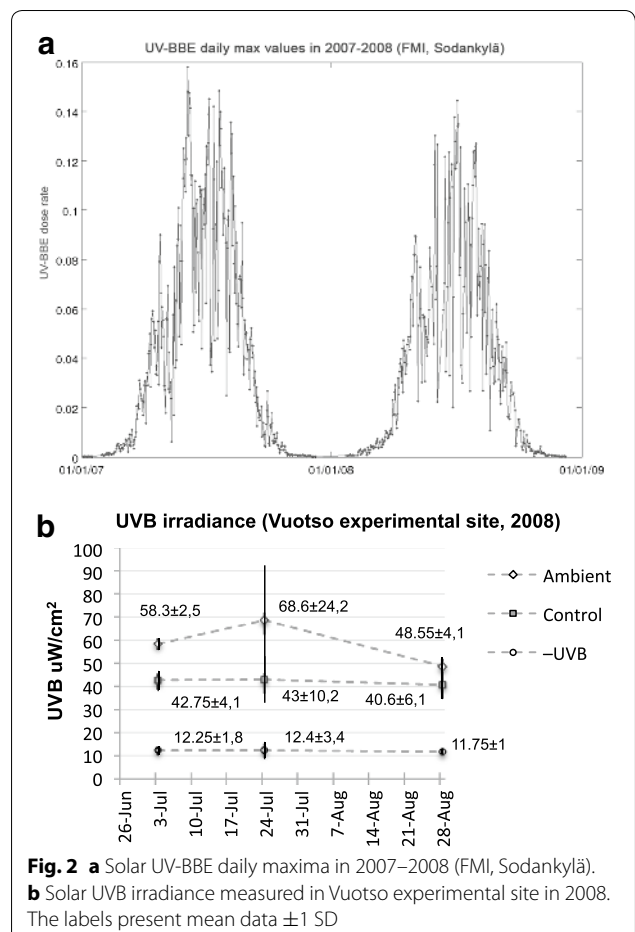 a
UV-BBE daily max values in 2007-2008 (FMI, Sodankylä)
0.16
0.14
0.12
0.1
0.08
0.06
0.04
0.02
0
UV-BBE dose rate
01/01/07
01/01/08
01/01/09
b
UVB irradiance (Vuotso experimental site, 2008)
100
90
80
70
60
50
40
30
20
10
0
UVB uW/cm²
58.3±2,5
68.6±24,2
48.55±4,1
42.75±4,1
43±10,2
40.6±6,1
12.25±1,8
12.4±3,4
11.75±1
Ambient
Control
–UVB
26-Jun
3-Jul
10-Jul
17-Jul
24-Jul
31-Jul
7-Aug
14-Aug
21-Aug
28-Aug
Fig. 2 a Solar UV-BBE daily maxima in 2007–2008 (FMI, Sodankylä).
b Solar UVB irradiance measured in Vuotso experimental site in 2008.
The labels present mean data ±1 SD